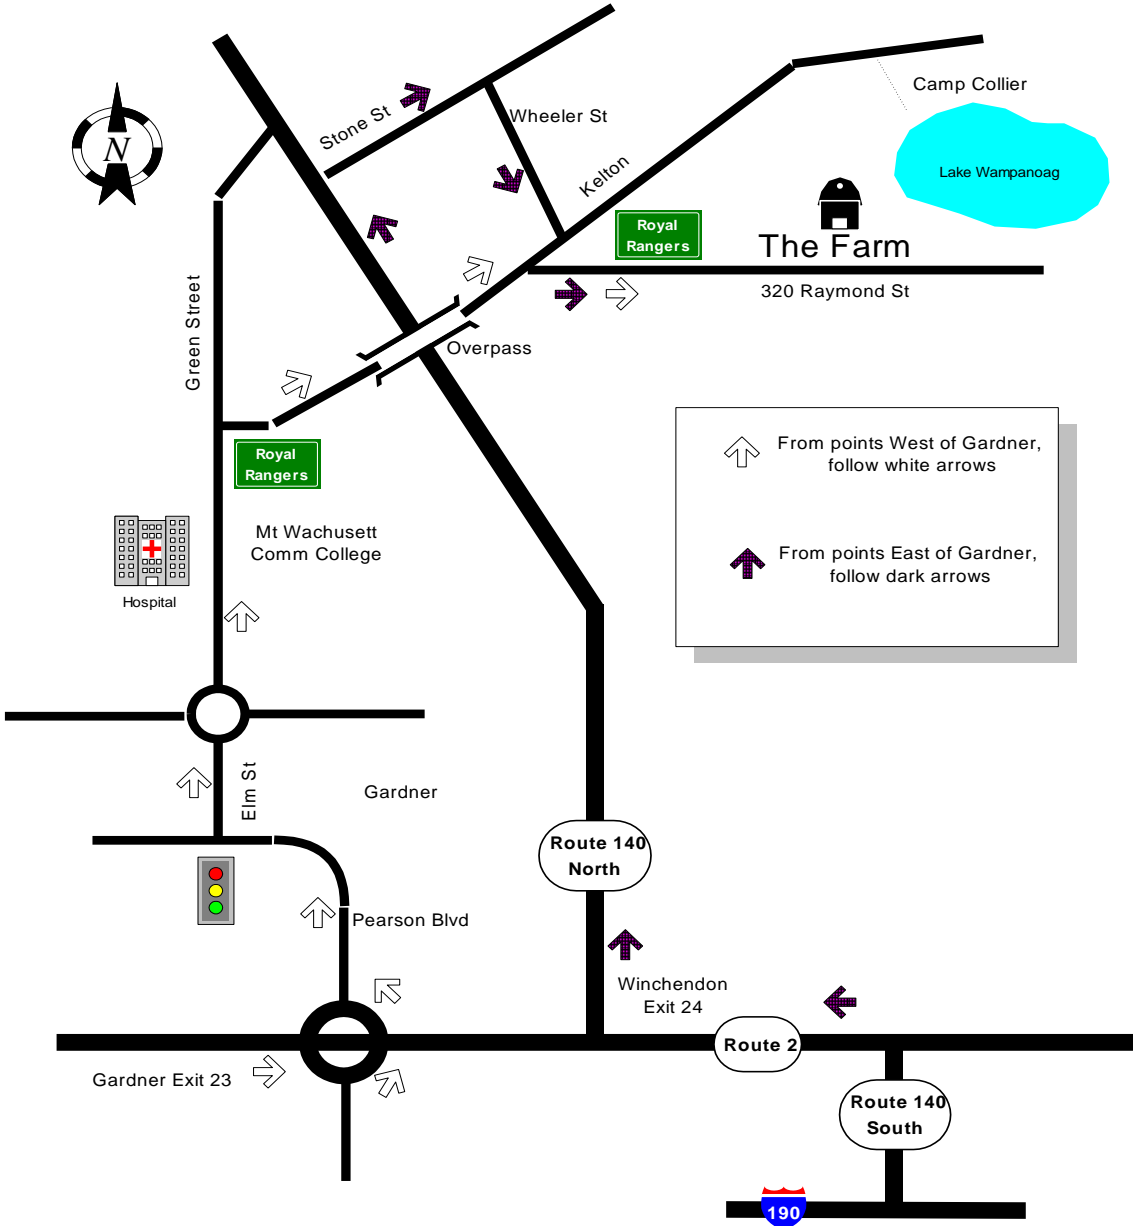 Camp Collier
Stone St
Wheeler St
N
Kelton
Lake Wampanoag
Royal
Rangers
The Farm
320 Raymond St
Green Street
Overpass
Royal
Rangers
From points West of Gardner,
follow white arrows
Mt Wachusett
Comm College
From points East of Gardner,
follow dark arrows
Hospital
Elm St
Gardner
Route 140
North
Pearson Blvd
Winchendon
Exit 24
Route 2
Gardner Exit 23
Route 140
South
190